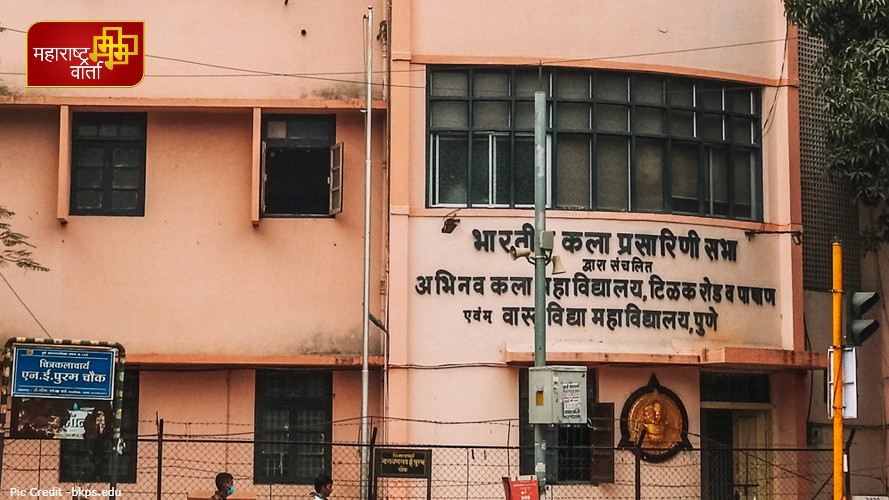 महाराष्ट्र
वार्ता
भारतीय कला प्रसारिणी सभा
द्वारा संचलित
अभिनव कला महाविद्यालय, टिळक रोड व पाषाण
एवंम वास्तुविद्या महाविद्यालय, पुणे
चित्रकलाचार्य
एन.ई.पुरम चौक
चौक
Pic Credit -bkps.edu